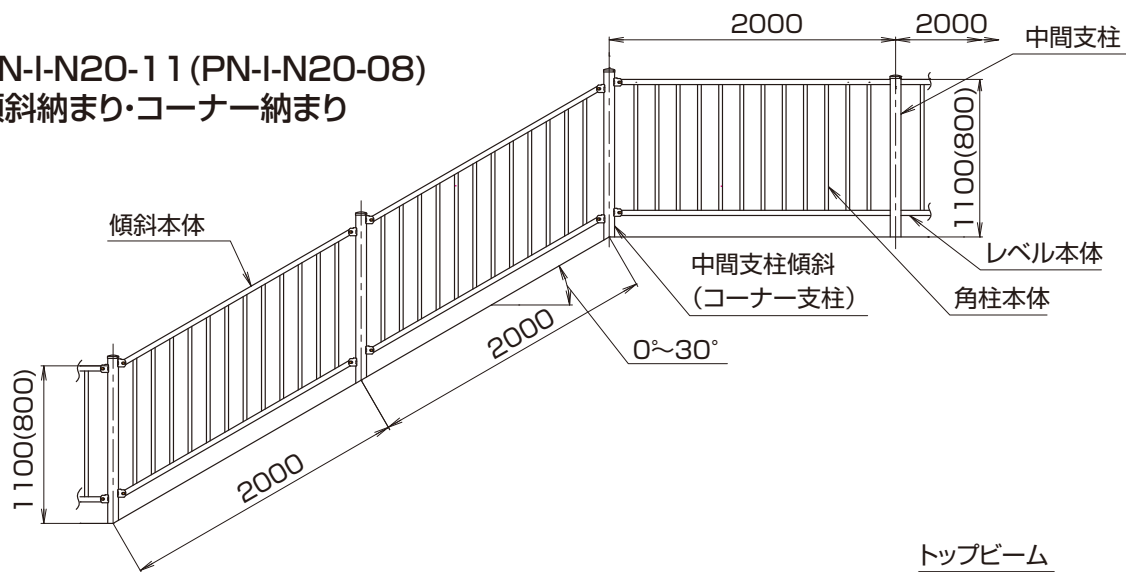 N-I-N20-11(PN-I-N20-08)
斜納まり・コーナー納まり
2000
2000
中間支柱
1100(800)
傾斜本体
レベル本体
中間支柱傾斜
(コーナー支柱)
角柱本体
2000
0°~30°
1100(800)
2000
トップビーム